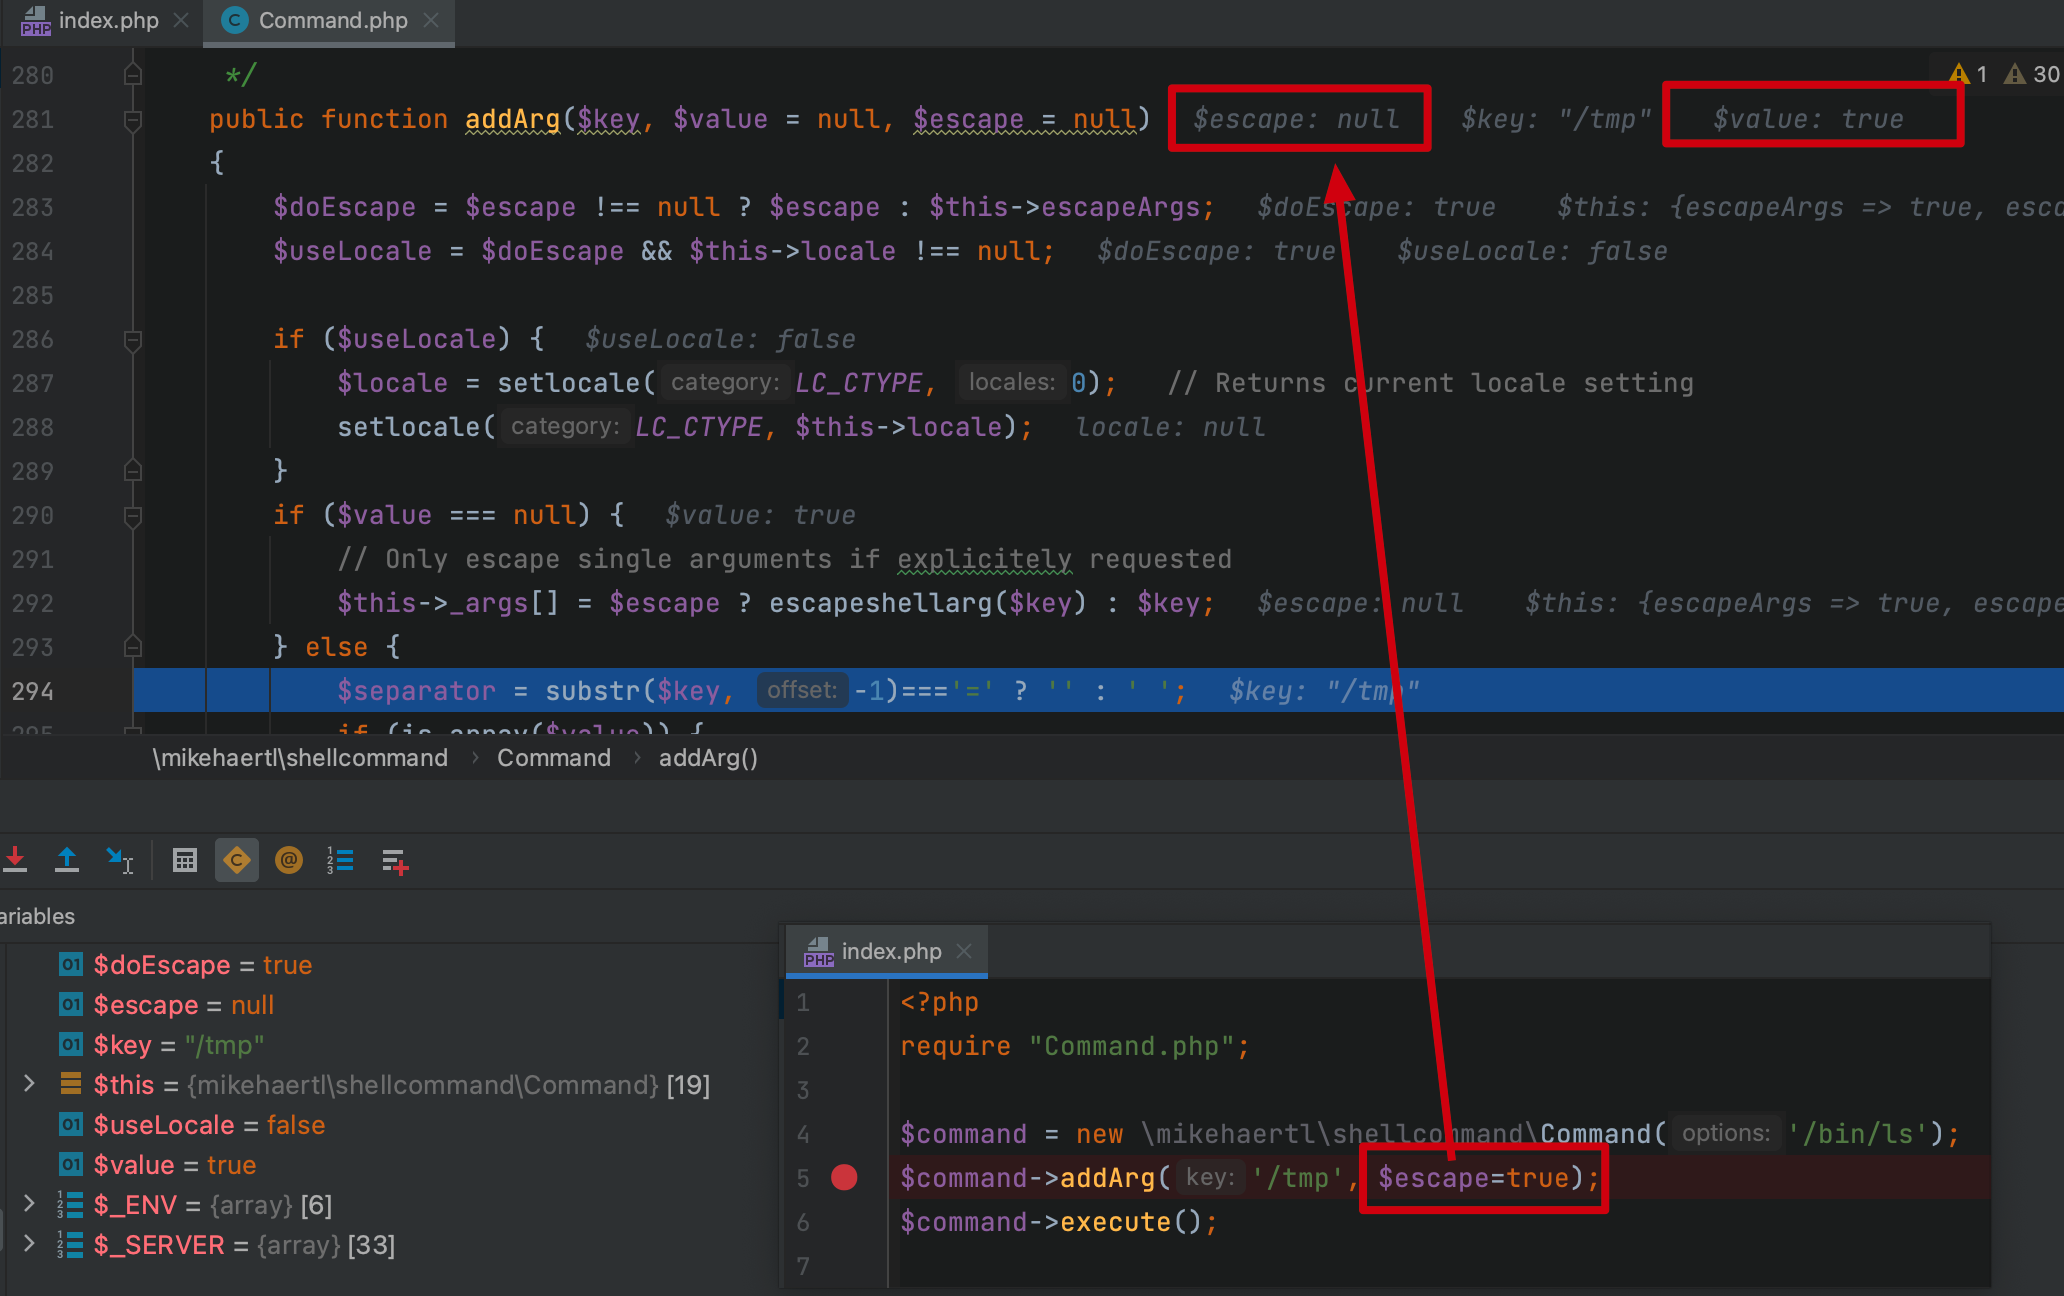 index.php Command.php
280 */ 1 30
281 public function addArg($key, $value = null, $escape = null) $escape: null $key: "/tmp" $value: true
282 {
283 $doEscape = $escape !== null ? $escape : $this->escapeArgs; $doEscape: true $this: {escapeArgs => true, esca
284 $useLocale = $doEscape && $this->locale !== null; $doEscape: true $useLocale: false
285
286 if ($useLocale) { $useLocale: false
287 $locale = setlocale( category: LC_CTYPE, locales: 0); // Returns current locale setting
288 setlocale( category: LC_CTYPE, $this->locale); locale: null
289 }
290 if ($value === null) { $value: true
291 // Only escape single arguments if explicitely requested
292 $this->_args[] = $escape ? escapeshellarg($key) : $key; $escape: null $this: {escapeArgs => true, escape
293 } else {
294 $separator = substr($key, offset: -1)==='=' ? '' : ' '; $key: "/tmp"
295 if (is_array($value)) {
\mikehaertl\shellcommand › Command › addArg()
ariables
$doEscape = true
$escape = null
$key = "/tmp"
$this = {mikehaertl\shellcommand\Command} [19]
$useLocale = false
$value = true
$_ENV = {array} [6]
$_SERVER = {array} [33]
index.php
1 <?php
2 require "Command.php";
3
4 $command = new \mikehaertl\shellcommand\Command( options: '/bin/ls');
5 $command->addArg( key: '/tmp', $escape=true);
6 $command->execute();
7